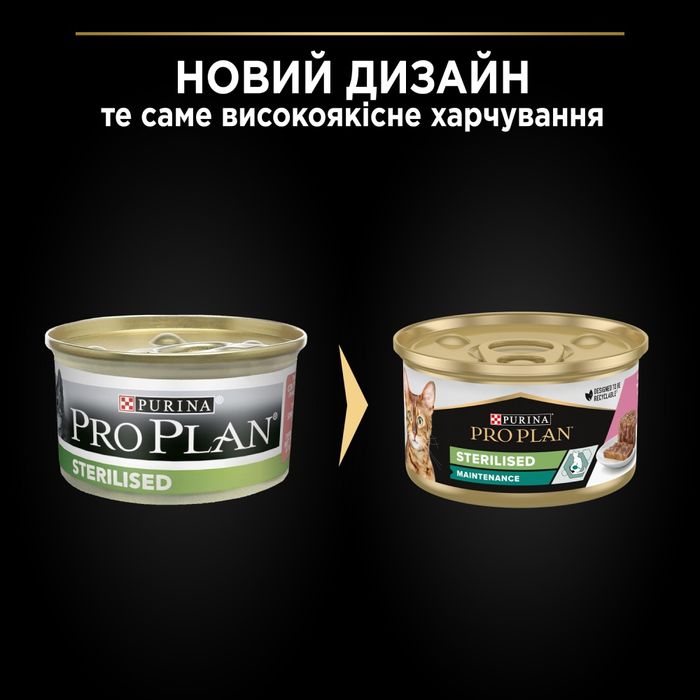 НОВИЙ ДИЗАЙН
те саме високоякісне харчування
PURINA
PRO PLAN®
STERILISED
DESIGNED TO BE
RECYCLABLE
PURINA
PRO PLAN
STERILISED
MAINTENANCE